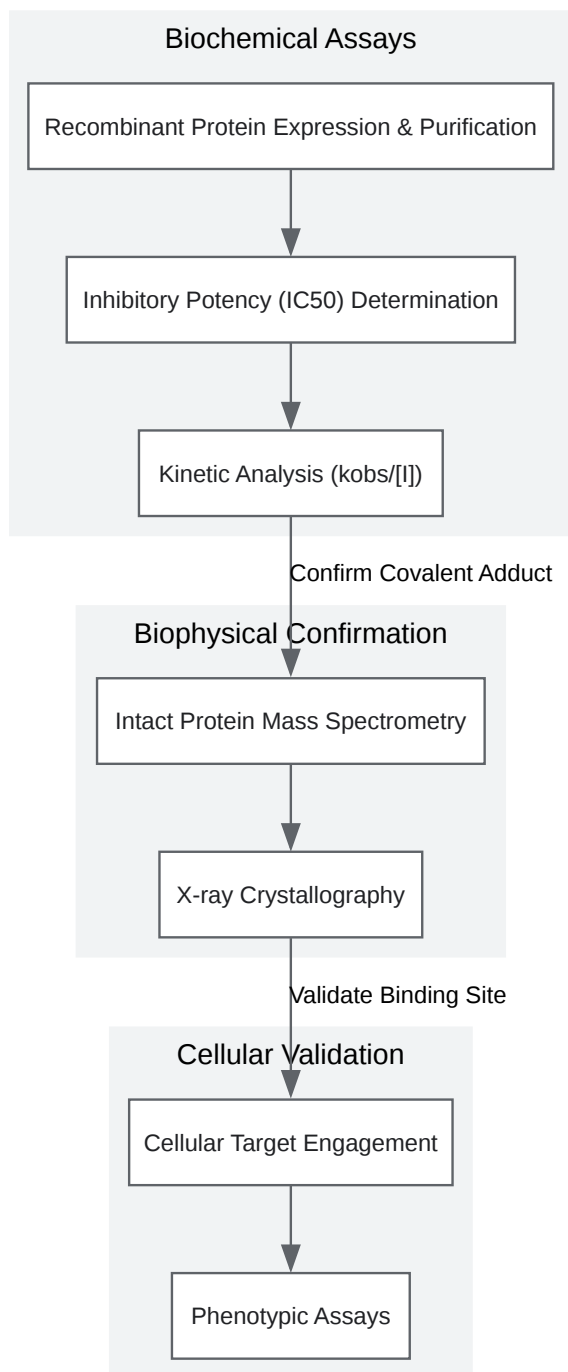 Biochemical Assays
Recombinant Protein Expression & Purification
Inhibitory Potency (IC50) Determination
Kinetic Analysis (kobs/[I])
Confirm Covalent Adduct
Biophysical Confirmation
Intact Protein Mass Spectrometry
X-ray Crystallography
Validate Binding Site
Cellular Validation
Cellular Target Engagement
Phenotypic Assays